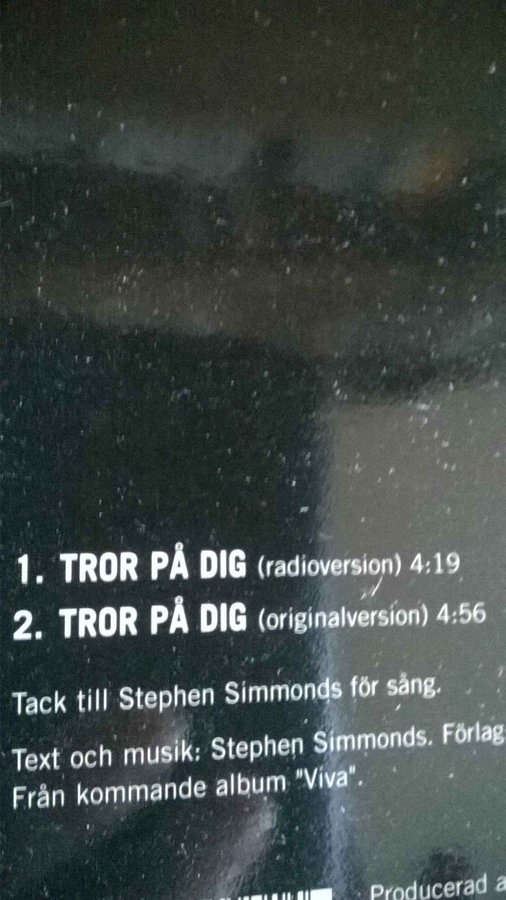 1. TROR PÅ DIG (radioversion) 4:19
2. TROR PÅ DIG (originalversion) 4:56
Tack till Stephen Simmonds för sång.
Text och musik: Stephen Simmonds. Förlag
Från kommande album "Viva".
Producerad a